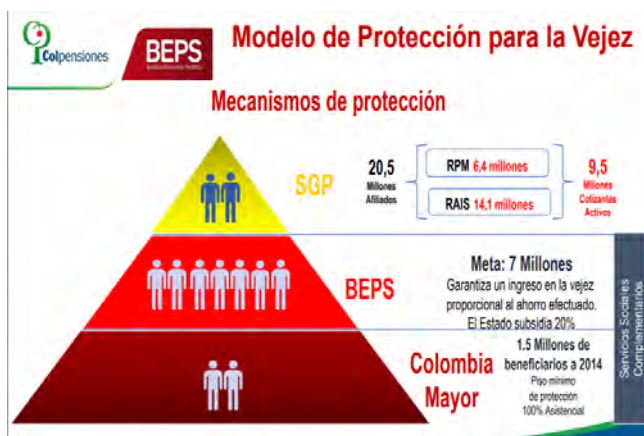 Colpensiones
BEPS
Modelo de Protección para la Vejez
Mecanismos de protección
SGP
20,5
Millones
Afiliados
RPM 6,4 millones
RAIS 14,1 millones
9,5
Millones
Cotizantes
Activos
BEPS
Meta: 7 Millones
Garantiza un ingreso en la vejez
proporcional al ahorro efectuado.
El Estado subsidia 20%
Colombia
Mayor
1.5 Millones de
beneficiarios a 2014
Piso mínimo
de protección
100% Asistencial
Servicios Sociales
Complementarios